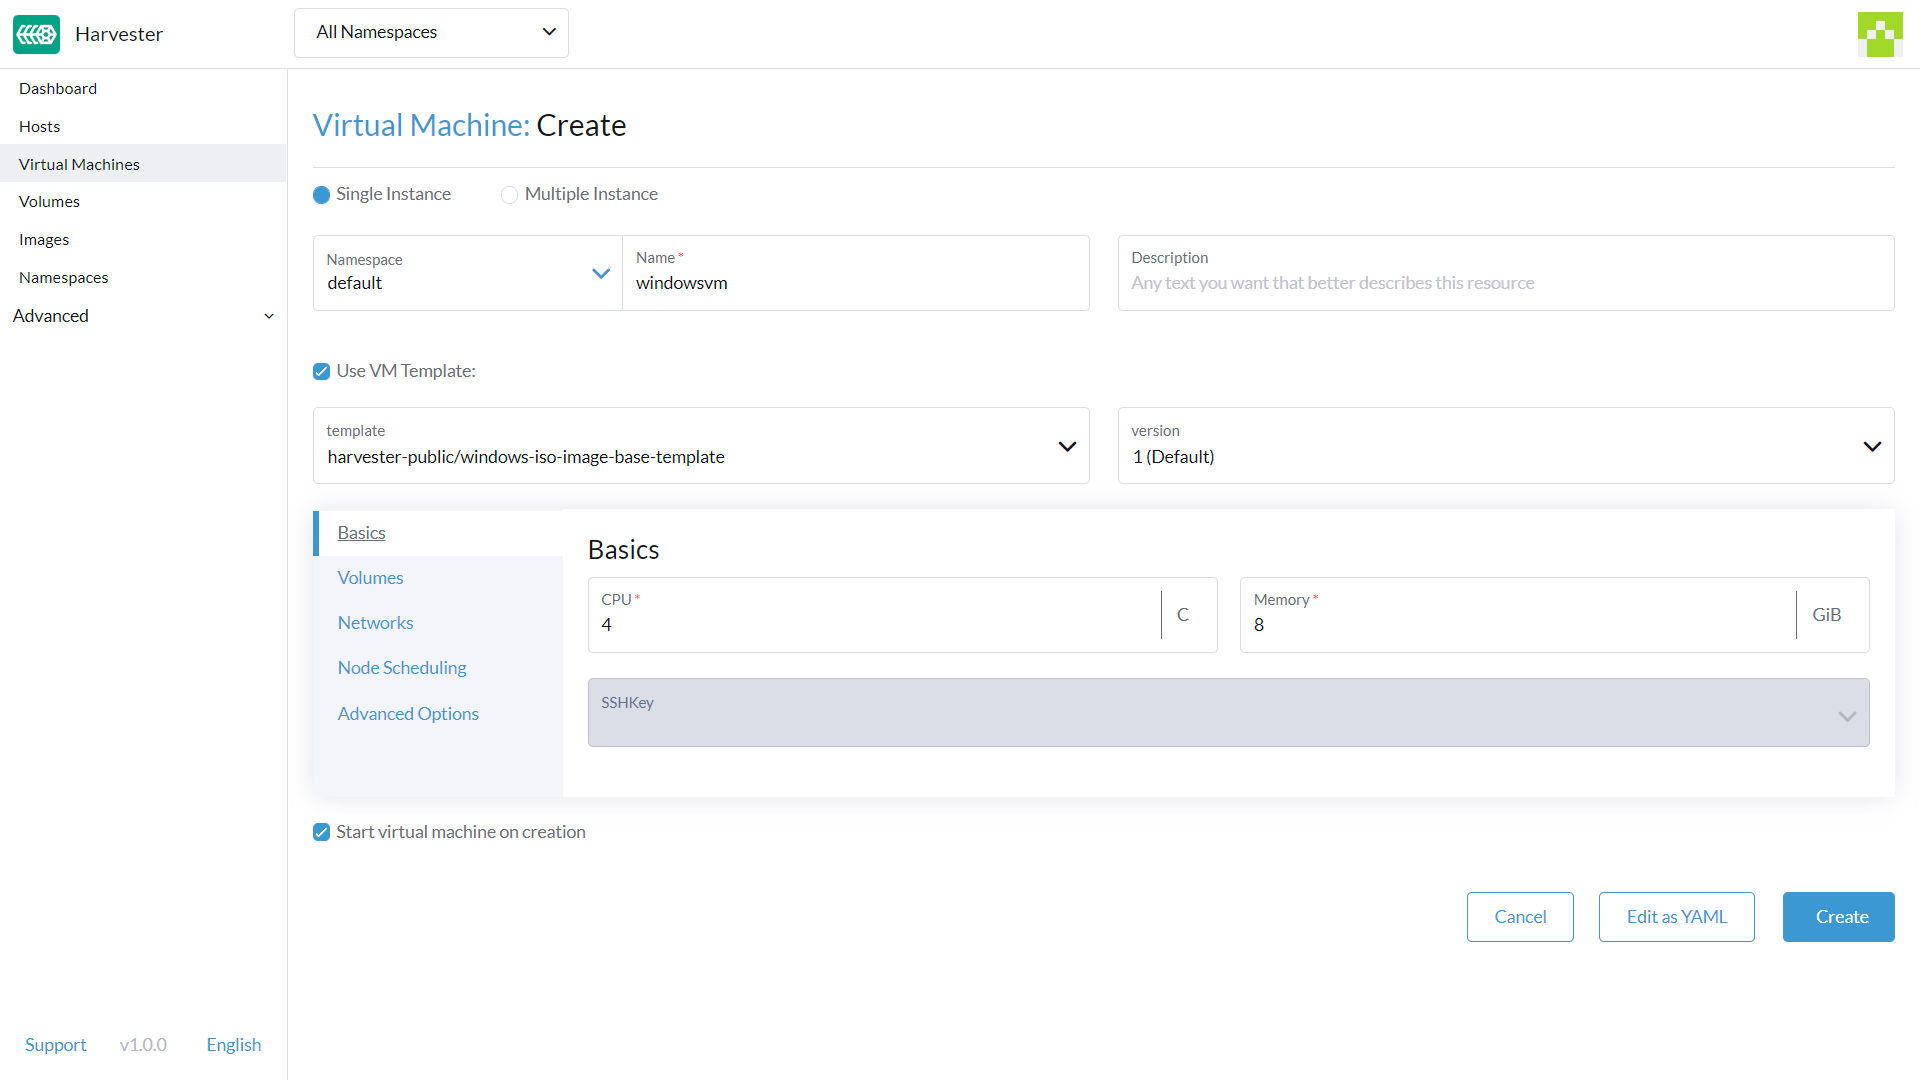 Harvester
All Namespaces
Dashboard
Hosts
Virtual Machines
Volumes
Images
Namespaces
Advanced
Support v1.0.0 English
Virtual Machine: Create
Single Instance Multiple Instance
Namespace
default
Name *
windowsvm
Description
Any text you want that better describes this resource
Use VM Template:
template
harvester-public/windows-iso-image-base-template
version
1 (Default)
Basics
Volumes
Networks
Node Scheduling
Advanced Options
Basics
CPU *
4
C
Memory *
8
GiB
SSHKey
Start virtual machine on creation
Cancel Edit as YAML Create